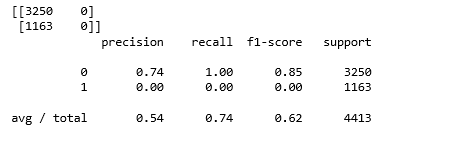 [[3250 0]
[1163 0]]
precision recall f1-score support
0 0.74 1.00 0.85 3250
1 0.00 0.00 0.00 1163
avg / total 0.54 0.74 0.62 4413